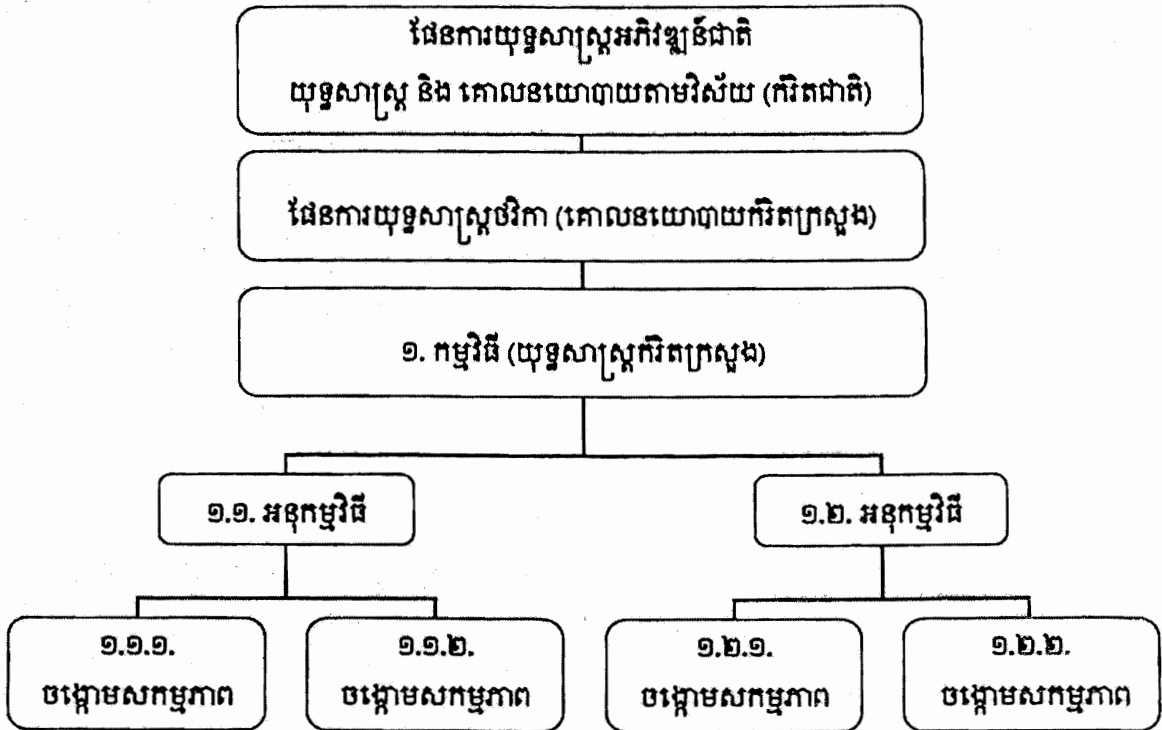 ផែនការយុទ្ធសាស្ត្រអភិវឌ្ឍន៍ជាតិ
យុទ្ធសាស្ត្រ និង គោលនយោបាយតាមវិស័យ (កំរិតជាតិ)
ផែនការយុទ្ធសាស្ត្រថវិកា (គោលនយោបាយកំរិតក្រសួង)
១. កម្មវិធី (យុទ្ធសាស្ត្រកំរិតក្រសួង)
១.១. អនុកម្មវិធី
១.២. អនុកម្មវិធី
១.១.១.
ចង្កោមសកម្មភាព
១.១.២.
ចង្កោមសកម្មភាព
១.២.១.
ចង្កោមសកម្មភាព
១.២.២.
ចង្កោមសកម្មភាព